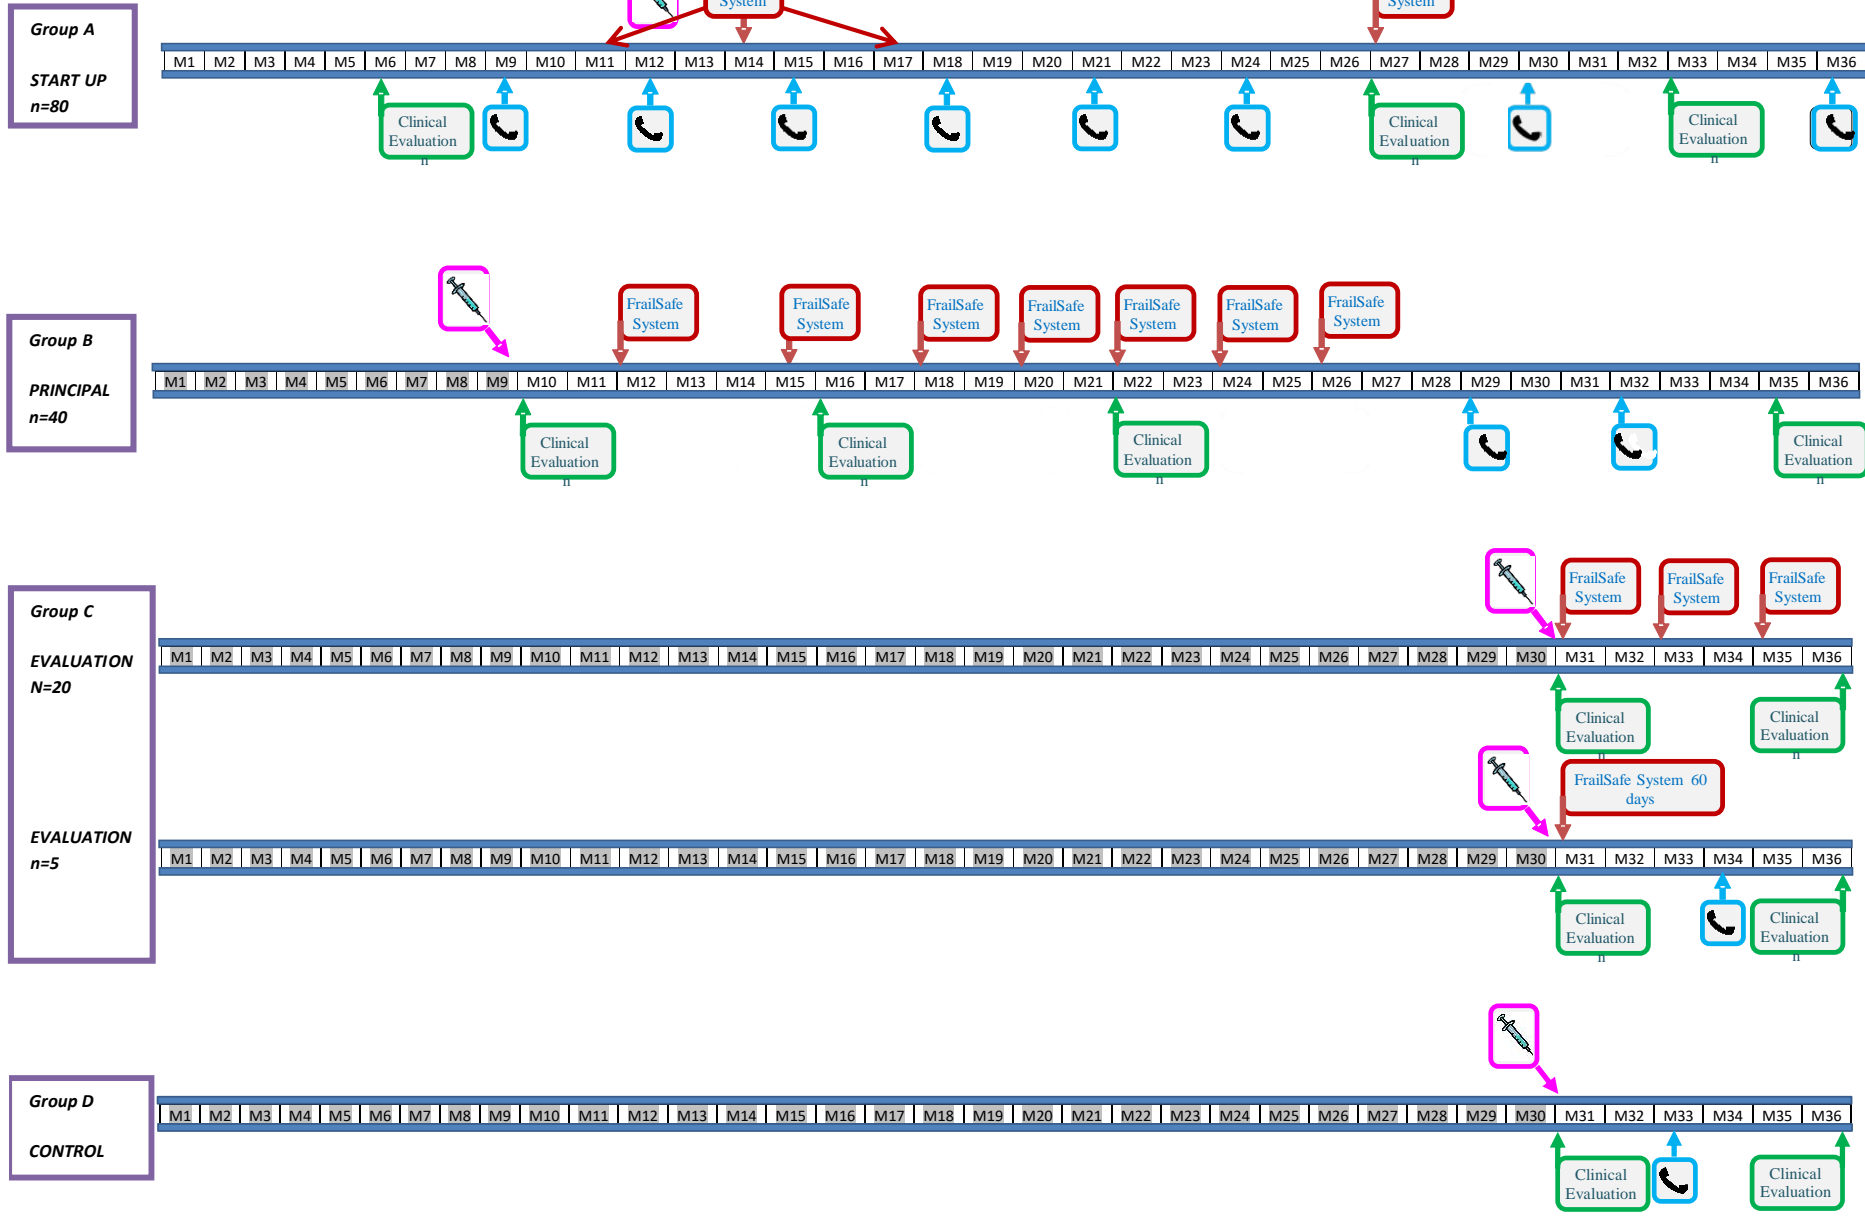 System
System
Group A
START UP
n=80
M1 M2 M3 M4 M5 M6 M7 M8 M9 M10 M11 M12 M13 M14 M15 M16 M17 M18 M19 M20 M21 M22 M23 M24 M25 M26 M27 M28 M29 M30 M31 M32 M33 M34 M35 M36
Clinical
Evaluation
n
Clinical
Evaluation
n
Clinical
Evaluation
n
Group B
PRINCIPAL
n=40
FrailSafe
System
FrailSafe
System
FrailSafe
System
FrailSafe
System
FrailSafe
System
FrailSafe
System
FrailSafe
System
M1 M2 M3 M4 M5 M6 M7 M8 M9 M10 M11 M12 M13 M14 M15 M16 M17 M18 M19 M20 M21 M22 M23 M24 M25 M26 M27 M28 M29 M30 M31 M32 M33 M34 M35 M36
Clinical
Evaluation
n
Clinical
Evaluation
n
Clinical
Evaluation
n
Clinical
Evaluation
n
Group C
EVALUATION
N=20
FrailSafe
System
FrailSafe
System
FrailSafe
System
M1 M2 M3 M4 M5 M6 M7 M8 M9 M10 M11 M12 M13 M14 M15 M16 M17 M18 M19 M20 M21 M22 M23 M24 M25 M26 M27 M28 M29 M30 M31 M32 M33 M34 M35 M36
Clinical
Evaluation
n
Clinical
Evaluation
n
EVALUATION
n=5
FrailSafe System 60
days
M1 M2 M3 M4 M5 M6 M7 M8 M9 M10 M11 M12 M13 M14 M15 M16 M17 M18 M19 M20 M21 M22 M23 M24 M25 M26 M27 M28 M29 M30 M31 M32 M33 M34 M35 M36
Clinical
Evaluation
n
Clinical
Evaluation
n
Group D
CONTROL
M1 M2 M3 M4 M5 M6 M7 M8 M9 M10 M11 M12 M13 M14 M15 M16 M17 M18 M19 M20 M21 M22 M23 M24 M25 M26 M27 M28 M29 M30 M31 M32 M33 M34 M35 M36
Clinical
Evaluation
Clinical
Evaluation